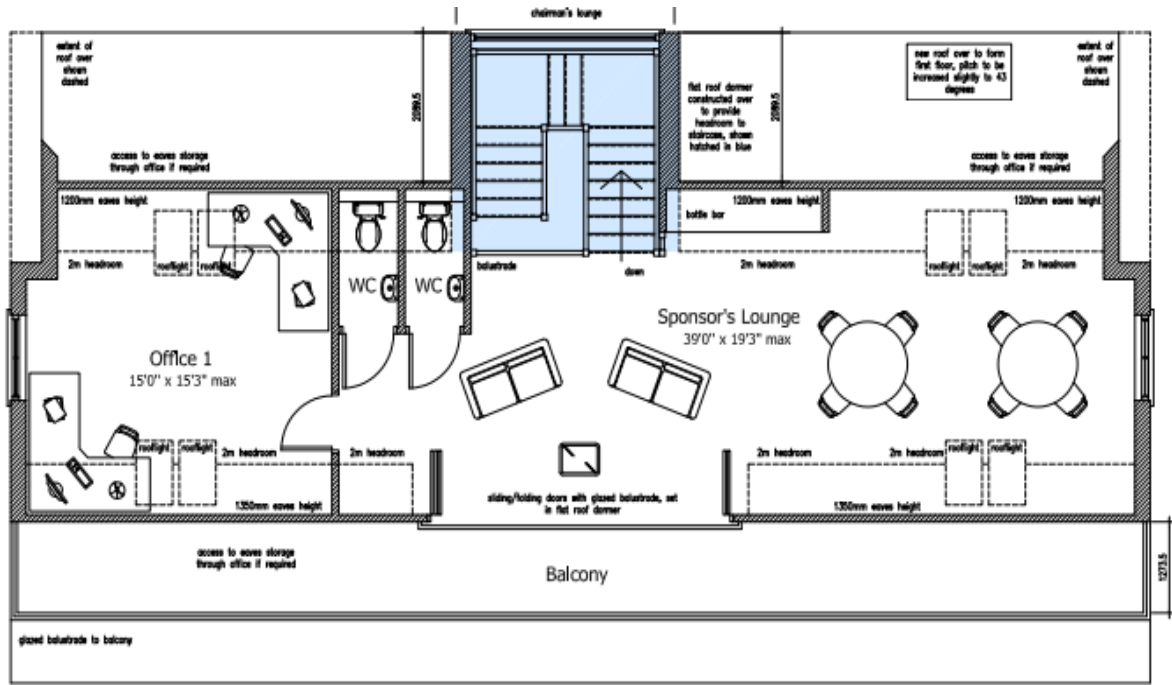 chairman's lounge
extent of
roof over
shown
dashed
2089.5
access to eaves storage
through office if required
flat roof dormer
constructed over
to provide
headroom to
staircase, shown
hatched in blue
2089.5
new roof over to form
first floor, pitch to be
increased slightly to 43
degrees
extent of
roof over
shown
dashed
access to eaves storage
through office if required
1200mm eaves height
2m headroom
rooflight
rooflight
WC
WC
balustrade
down
bottle bar
1200mm eaves height
2m headroom
1200mm eaves height
rooflight
rooflight
2m headroom
Office 1
15'0" x 15'3" max
Sponsor's Lounge
39'0" x 19'3" max
rooflight
rooflight
2m headroom
1350mm eaves height
2m headroom
sliding/folding doors with glazed balustrade, set
in flat roof dormer
2m headroom
2m headroom
rooflight
rooflight
1350mm eaves height
access to eaves storage
through office if required
Balcony
1273.5
glazed balustrade to balcony